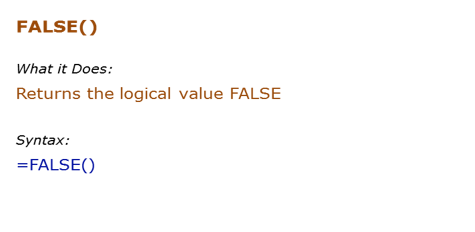 FALSE()
What it Does:
Returns the logical value FALSE
Syntax:
=FALSE()